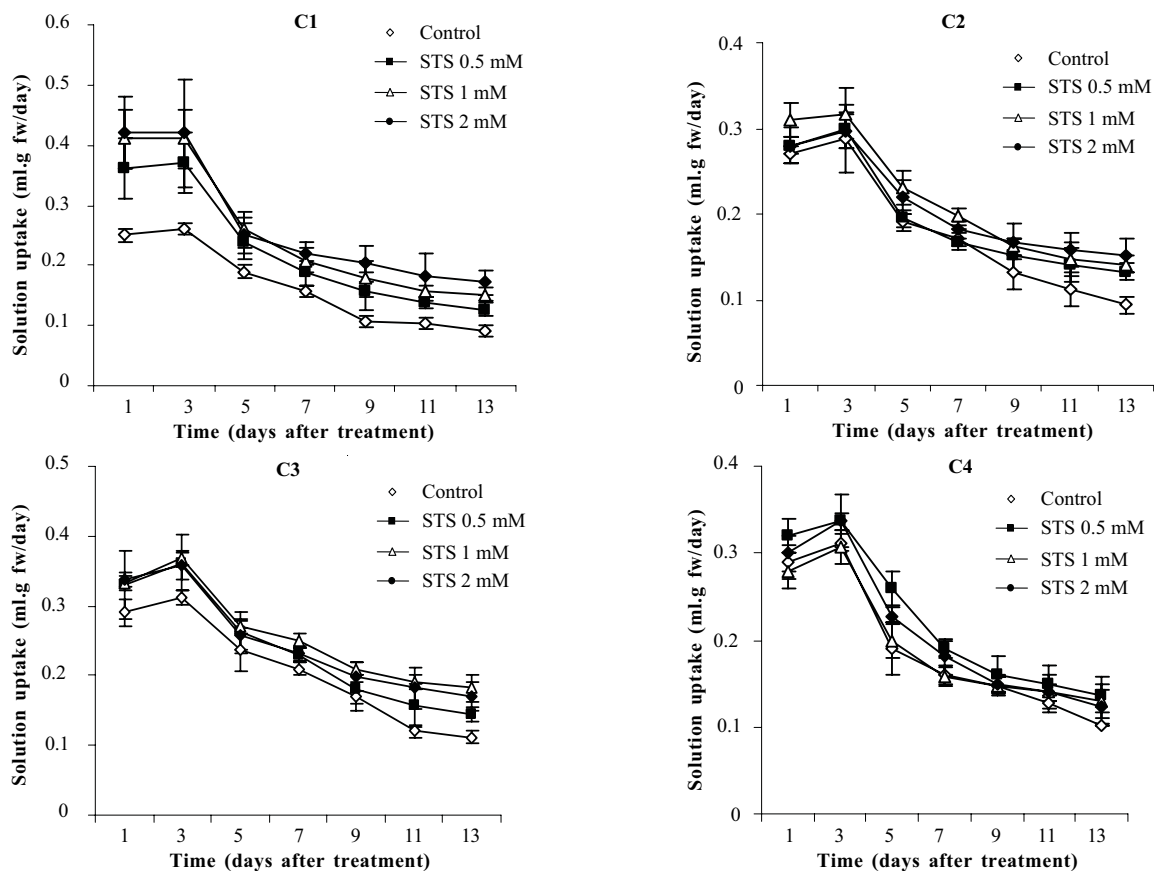 C1
Solution uptake (ml.g fw/day)
0.6
0.5
0.4
0.3
0.2
0.1
0
Control
STS 0.5 mM
STS 1 mM
STS 2 mM
1 3 5 7 9 11 13
Time (days after treatment)
C2
Solution uptake (ml.g fw/day)
0.4
0.3
0.2
0.1
0
Control
STS 0.5 mM
STS 1 mM
STS 2 mM
1 3 5 7 9 11 13
Time (days after treatment)
C3
Solution uptake (ml.g fw/day)
0.5
0.4
0.3
0.2
0.1
0
Control
STS 0.5 mM
STS 1 mM
STS 2 mM
1 3 5 7 9 11 13
Time (days after treatment)
C4
Solution uptake (ml.g fw/day)
0.4
0.3
0.2
0.1
0
Control
STS 0.5 mM
STS 1 mM
STS 2 mM
1 3 5 7 9 11 13
Time (days after treatment)